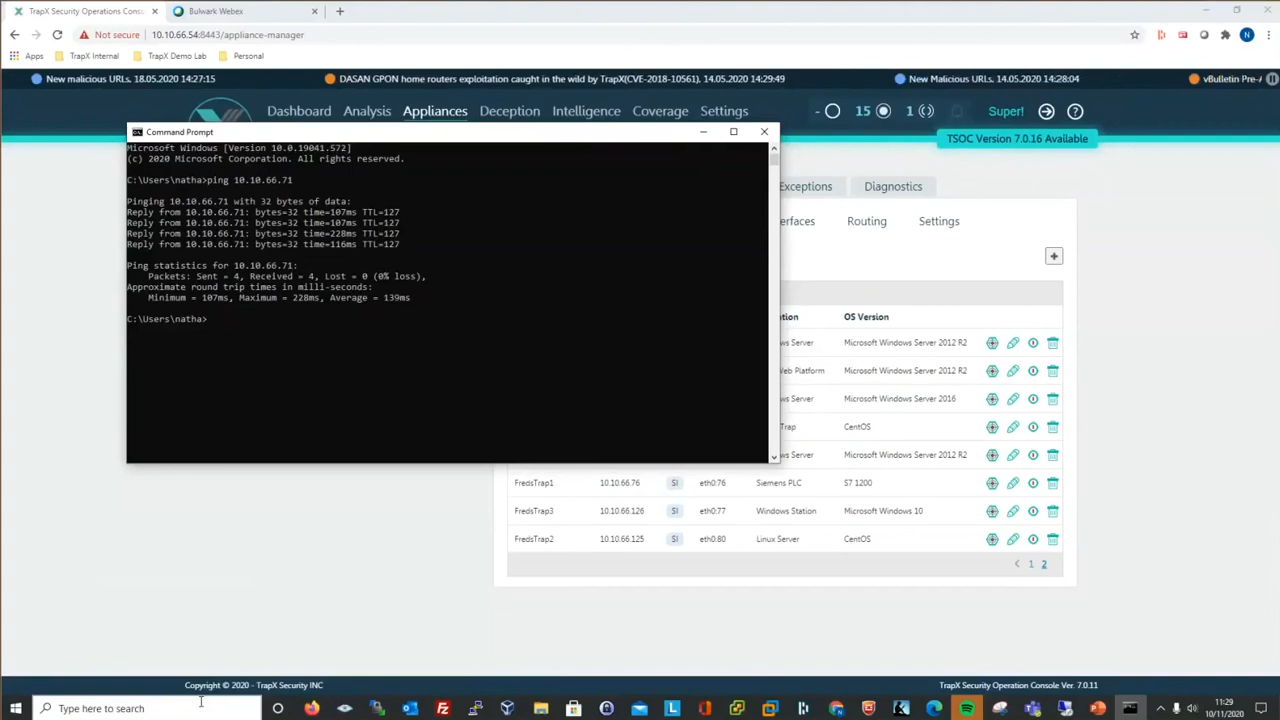 TrapX Security Operations Conso
Bulwark Webex
Not secure
10.10.66.54:8443/appliance-manager
N
Apps
TrapX Internal
TrapX Demo Lab
Personal
New malicious URLs, 18.05.2020 14:27:15
DASAN GPON home routers exploitation caught in the wild by TrapX(CVE-2018-10561), 14.05.2020 14:29:49
New Malicious URLs, 14.05.2020 14:28:04
vBulletin Pre-A
Dashboard
Analysis
Appliances
Deception
Intelligence
Coverage
Settings
-
15
1
Super!
TSOC Version 7.0.16 Available
Command Prompt
Microsoft Windows [Version 10.0.19041.572]
(c) 2020 Microsoft Corporation. All rights reserved.
C:\Users\natha>ping 10.10.66.71
Pinging 10.10.66.71 with 32 bytes of data:
Reply from 10.10.66.71: bytes=32 time=107ms TTL=127
Reply from 10.10.66.71: bytes=32 time=107ms TTL=127
Reply from 10.10.66.71: bytes=32 time=228ms TTL=127
Reply from 10.10.66.71: bytes=32 time=116ms TTL=127
Ping statistics for 10.10.66.71:
Packets: Sent = 4, Received = 4, Lost = 0 (0% loss),
Approximate round trip times in milli-seconds:
Minimum = 107ms, Maximum = 228ms, Average = 139ms
C:\Users\natha>
Exceptions
Diagnostics
erfaces
Routing
Settings
ation
OS Version
ws Server
Microsoft Windows Server 2012 R2
Web Platform
Microsoft Windows Server 2012 R2
ws Server
Microsoft Windows Server 2016
Trap
CentOS
ws Server
Microsoft Windows Server 2012 R2
FredsTrap1 10.10.66.76 SI eth0:76 Siemens PLC S7 1200
FredsTrap3 10.10.66.126 SI eth0:77 Windows Station Microsoft Windows 10
FredsTrap2 10.10.66.125 SI eth0:80 Linux Server CentOS
1 2
Copyright © 2020 - TrapX Security INC
TrapX Security Operation Console Ver. 7.0.11
Type here to search
11:29
10/11/2020